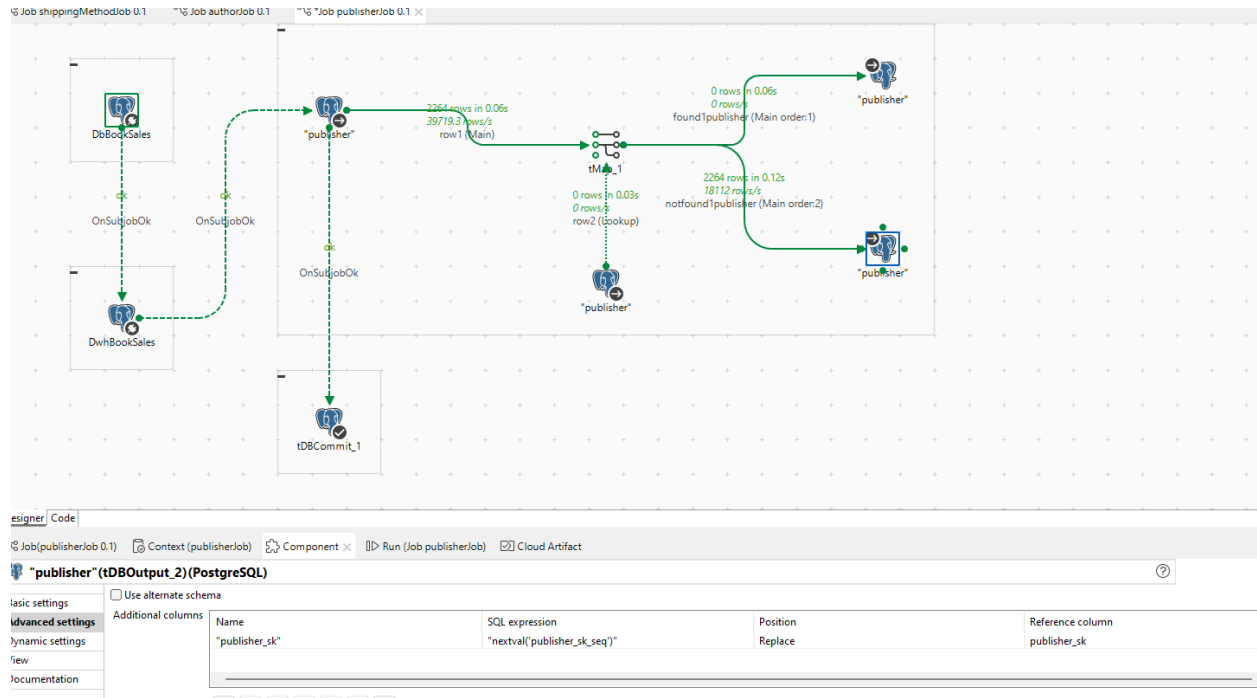 Job shippingMethodJob 0.1
Job authorJob 0.1
*Job publisherJob 0.1
DbBookSales
ok
OnSubjobOk
DwhBookSales
ok
OnSubjobOk
"publisher"
ok
OnSubjobOk
tDBCommit_1
2264 rows in 0.06s
39719.3 rows/s
row1 (Main)
tMap_1
0 rows in 0.03s
0 rows/s
row2 (Lookup)
"publisher"
0 rows in 0.06s
0 rows/s
found1publisher (Main order:1)
"publisher"
2264 rows in 0.12s
18112 rows/s
notfound1publisher (Main order:2)
"publisher"
esigner
Code
Job(publisherJob 0.1)
Context (publisherJob)
Component
Run (Job publisherJob)
Cloud Artifact
"publisher"(tDBOutput_2)(PostgreSQL)
Basic settings
Advanced settings
Dynamic settings
View
Documentation
Use alternate schema
Additional columns
Name
SQL expression
Position
Reference column
"publisher_sk"
"nextval('publisher_sk_seq')"
Replace
publisher_sk